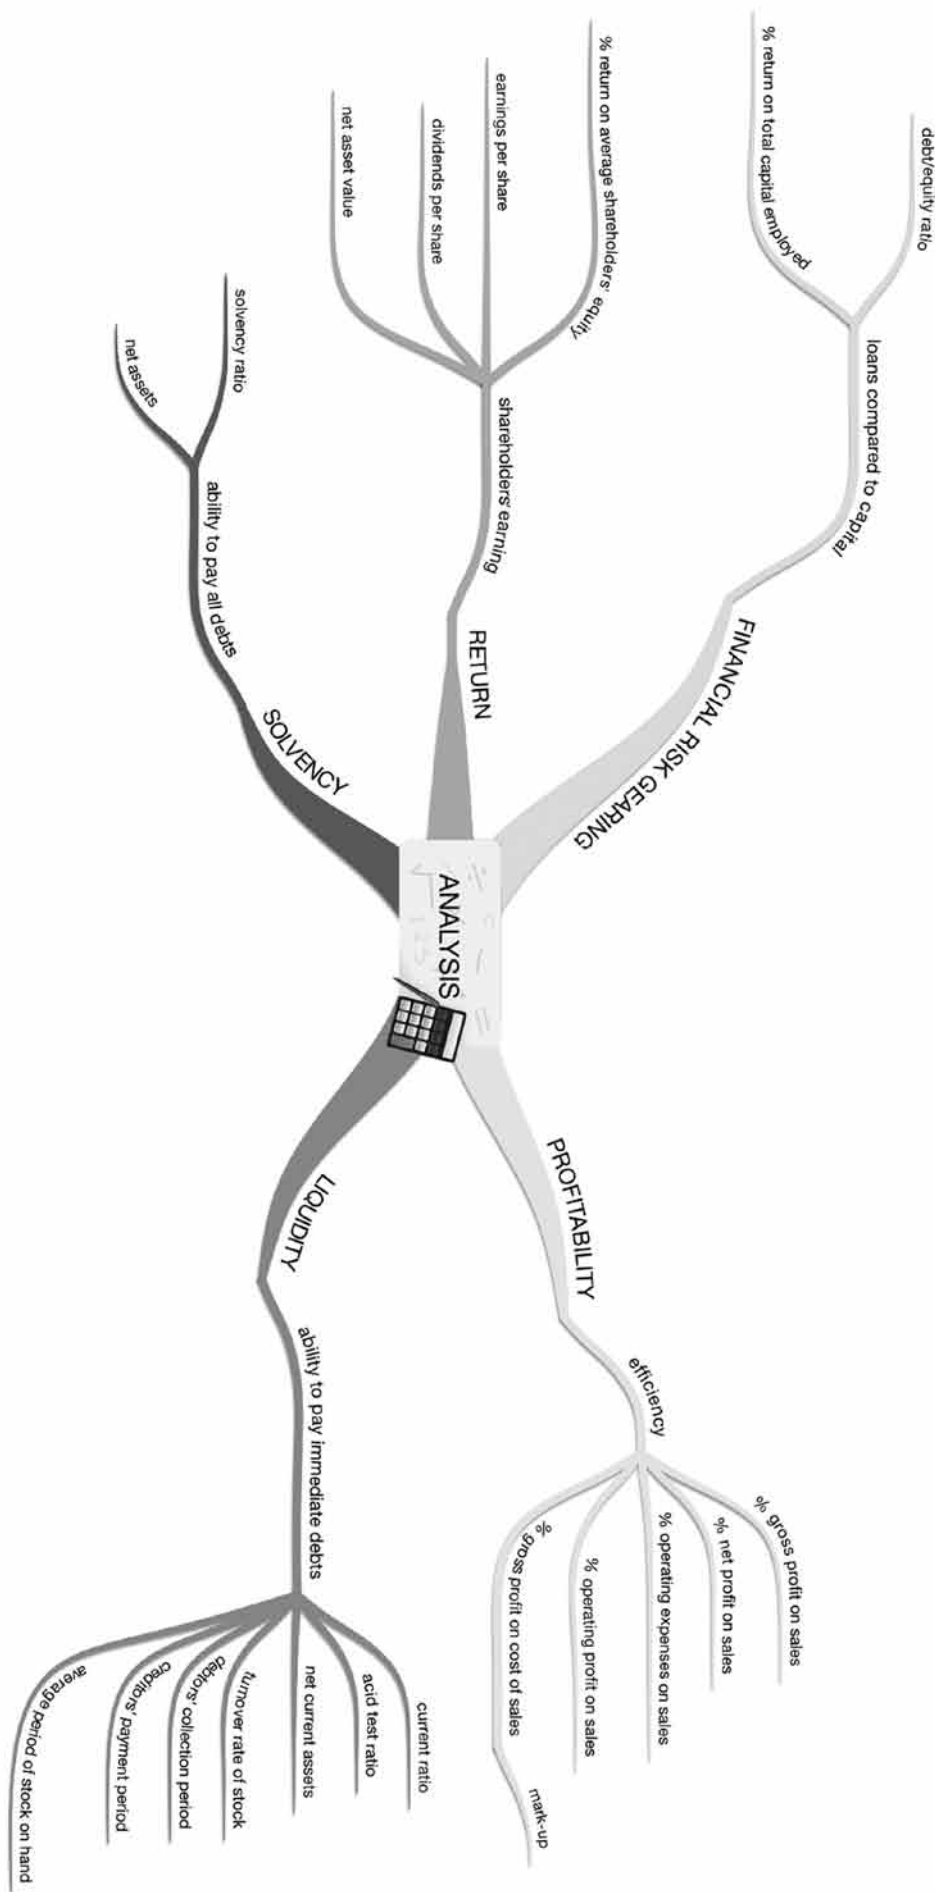 ANALYSIS
FINANCIAL RISK GEARING
loans compared to capital
debt/equity ratio
% return on total capital employed
RETURN
shareholders' earning
% return on average shareholders' equity
earnings per share
dividends per share
net asset value
SOLVENCY
ability to pay all debts
solvency ratio
net assets
PROFITABILITY
efficiency
% gross profit on sales
% net profit on sales
% operating expenses on sales
% operating profit on sales
% gross profit on cost of sales
mark-up
LIQUIDITY
ability to pay immediate debts
current ratio
acid test ratio
net current assets
turnover rate of stock
debtors' collection period
creditors' payment period
average period of stock on hand